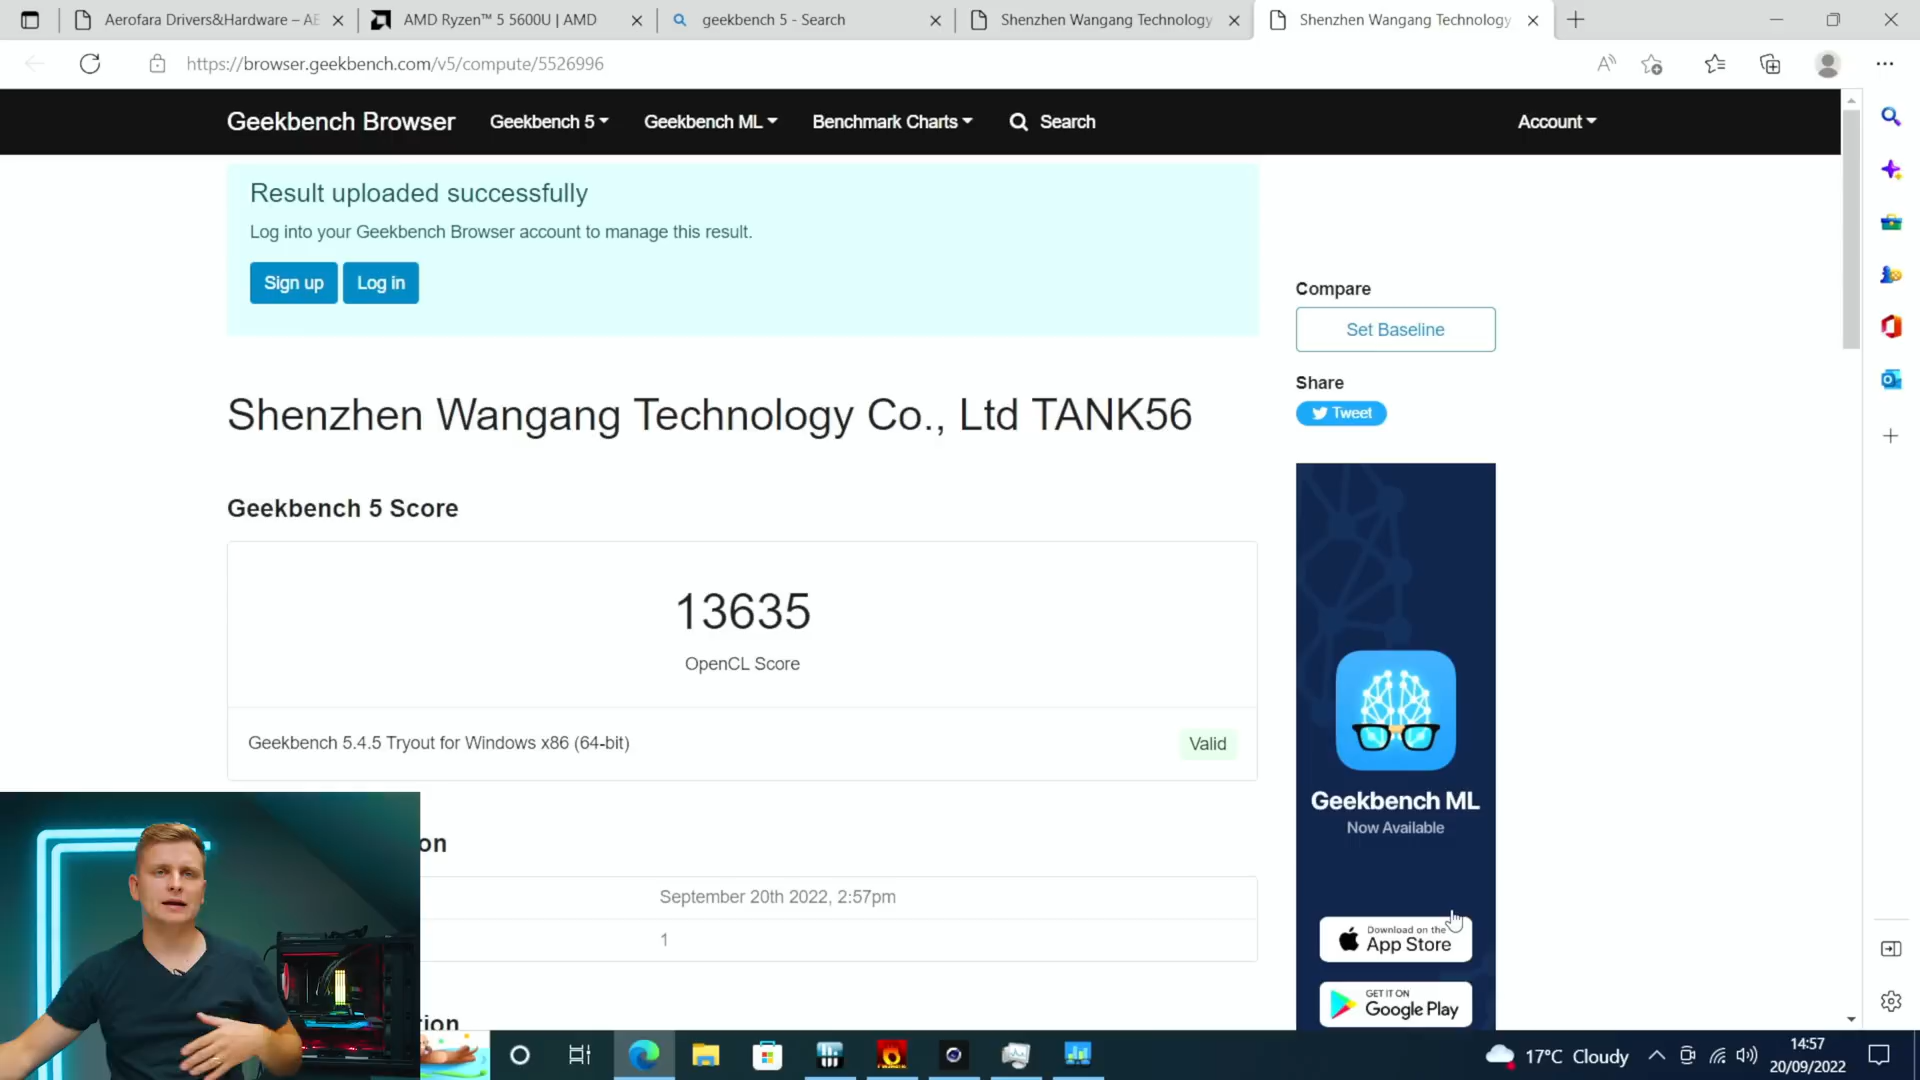 Aerofara Drivers&Hardware – AE
AMD Ryzen™ 5 5600U | AMD
geekbench 5 - Search
Shenzhen Wangang Technology
Shenzhen Wangang Technology
https://browser.geekbench.com/v5/compute/5526996
Geekbench Browser
Geekbench 5
Geekbench ML
Benchmark Charts
Search
Account
Result uploaded successfully
Log into your Geekbench Browser account to manage this result.
Sign up
Log in
Compare
Set Baseline
Share
Tweet
Shenzhen Wangang Technology Co., Ltd TANK56
Geekbench 5 Score
13635
OpenCL Score
Geekbench 5.4.5 Tryout for Windows x86 (64-bit)
Valid
Geekbench ML
Now Available
Download on the
App Store
GET IT ON
Google Play
on
September 20th 2022, 2:57pm
1
tion
17°C Cloudy
14:57
20/09/2022